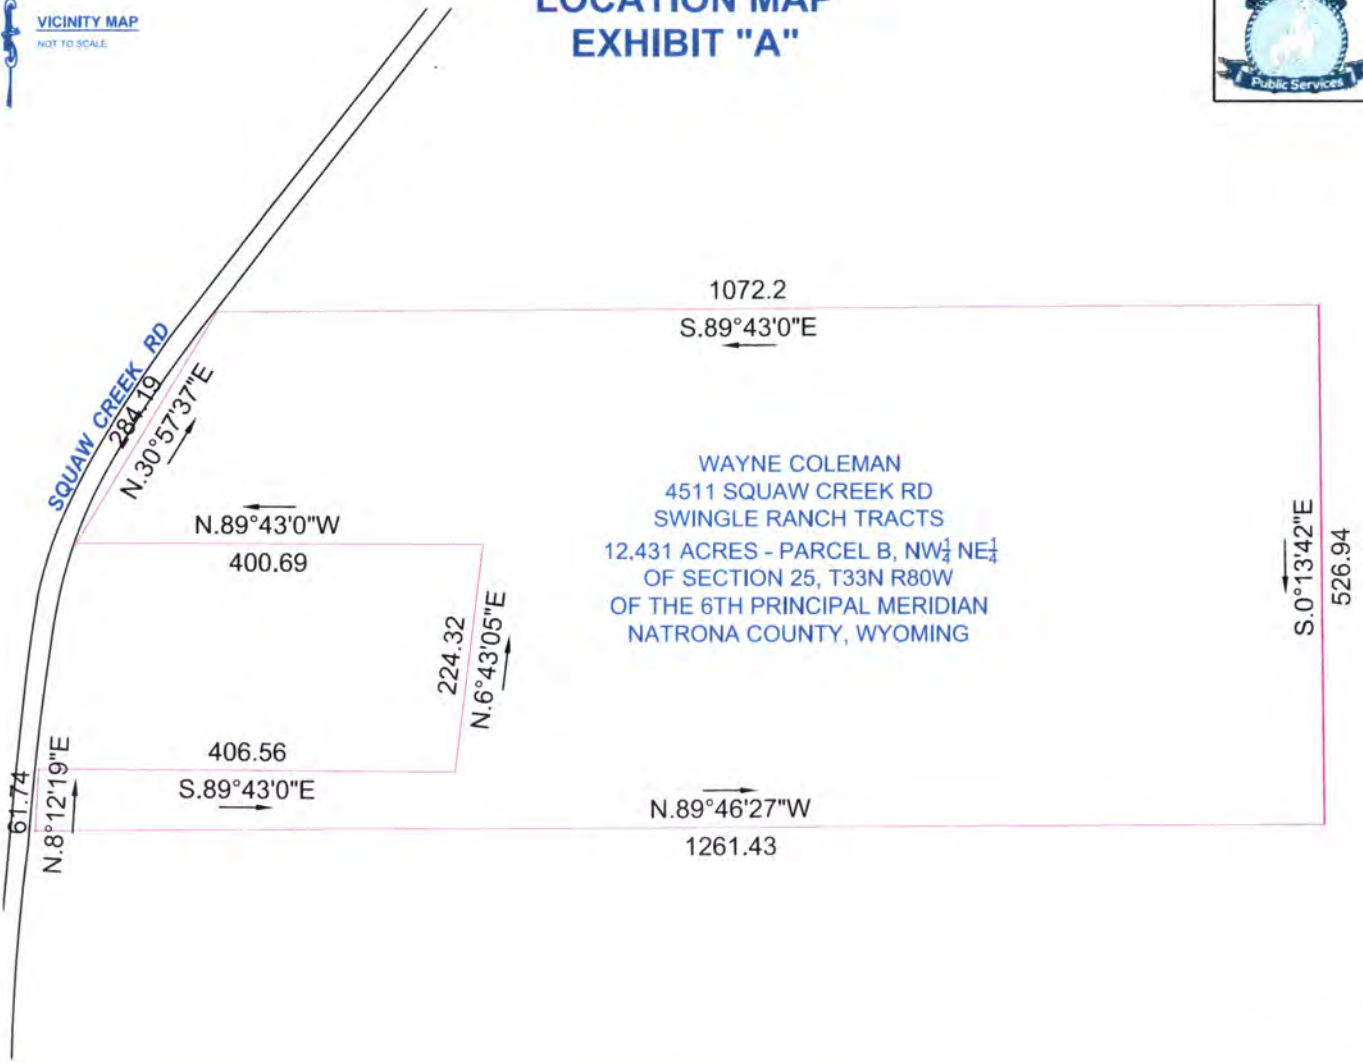 LOCATION MAP
EXHIBIT "A"
VICINITY MAP
NOT TO SCALE
Public Services
1072.2
S.89°43'0"E
SQUAW CREEK RD
284.19
N.30°57'37"E
N.89°43'0"W
400.69
WAYNE COLEMAN
4511 SQUAW CREEK RD
SWINGLE RANCH TRACTS
12.431 ACRES - PARCEL B, NW¼ NE¼
OF SECTION 25, T33N R80W
OF THE 6TH PRINCIPAL MERIDIAN
NATRONA COUNTY, WYOMING
S.0°13'42"E
526.94
224.32
N.6°43'05"E
406.56
S.89°43'0"E
61.74
N.8°12'19"E
N.89°46'27"W
1261.43